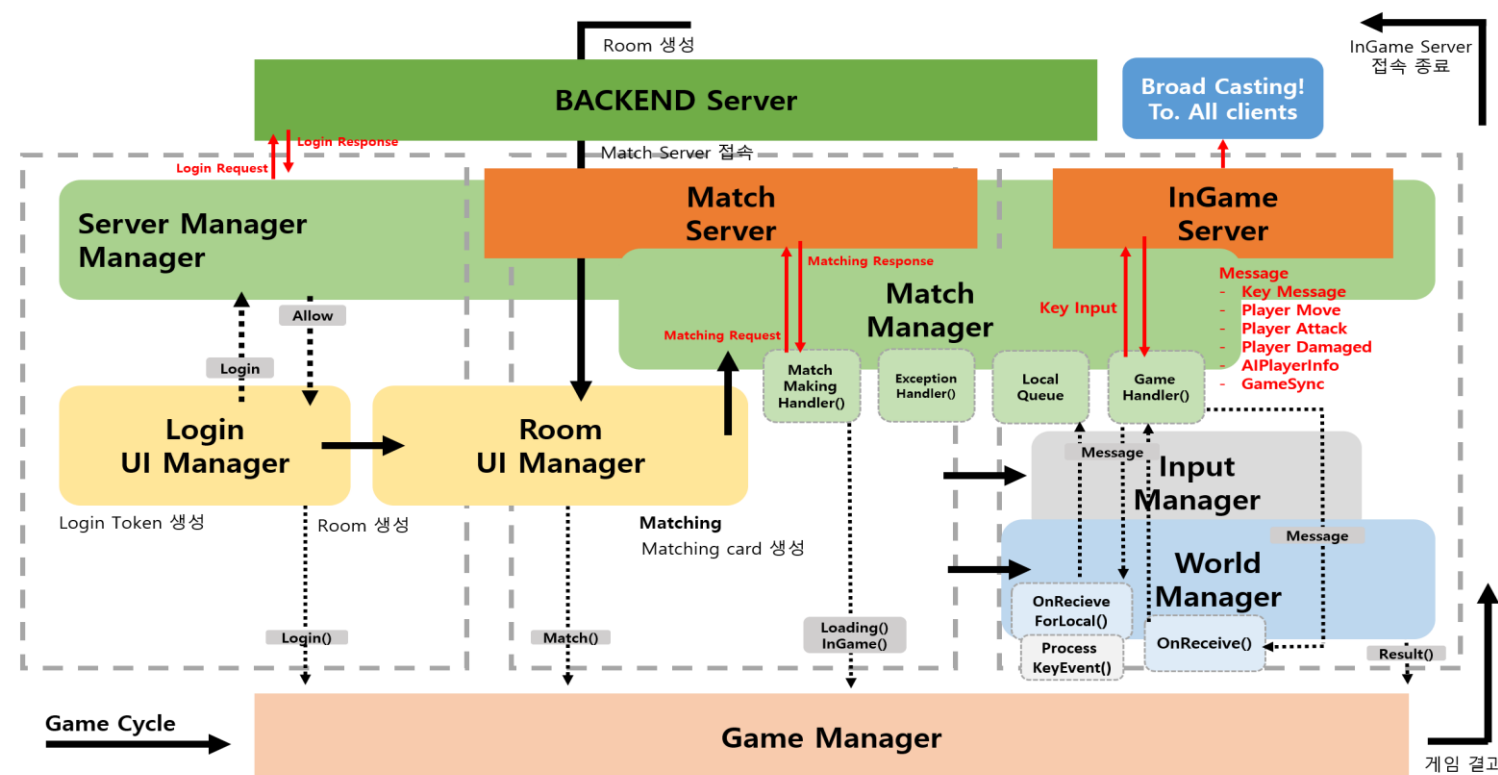 Room 생성
InGame Server
접속 종료
BACKEND Server
Broad Casting!
To. All clients
Login Response
Login Request
Match Server 접속
Server Manager
Manager
Match
Server
InGame
Server
Matching Response
Match
Manager
Matching Request
Key Input
Message
- Key Message
- Player Move
- Player Attack
- Player Damaged
- AIPlayerInfo
- GameSync
Allow
Login
Match
Making
Handler()
Exception
Handler()
Local
Queue
Game
Handler()
Login
UI Manager
Room
UI Manager
Message
Input
Manager
Login Token 생성
Room 생성
Matching
Matching card 생성
Message
World
Manager
OnRecieve
ForLocal()
OnReceive()
Process
KeyEvent()
Login()
Match()
Loading()
InGame()
Result()
Game Cycle
Game Manager
게임 결과